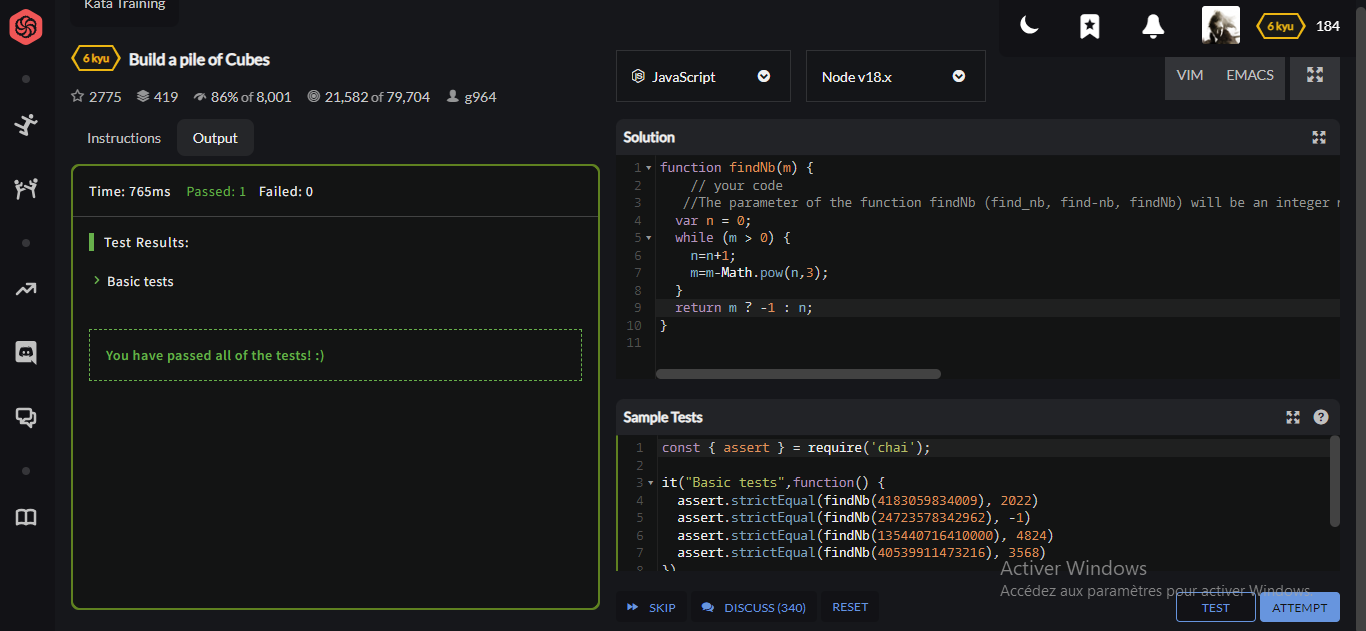 Kata Training
6 kyu
184
6 kyu Build a pile of Cubes
2775 419 86% of 8,001 21,582 of 79,704 g964
Instructions Output
Time: 765ms Passed: 1 Failed: 0
Test Results:
Basic tests
You have passed all of the tests! :)
JavaScript
Node v18.x
VIM EMACS
Solution
1 function findNb(m) {
2 // your code
3 //The parameter of the function findNb (find_nb, find-nb, findNb) will be an integer
4 var n = 0;
5 while (m > 0) {
6 n=n+1;
7 m=m-Math.pow(n,3);
8 }
9 return m ? -1 : n;
10 }
11
Sample Tests
1 const { assert } = require('chai');
2
3 it("Basic tests",function() {
4 assert.strictEqual(findNb(4183059834009), 2022)
5 assert.strictEqual(findNb(24723578342962), -1)
6 assert.strictEqual(findNb(135440716410000), 4824)
7 assert.strictEqual(findNb(40539911473216), 3568)
8 })
Activer Windows
Accédez aux paramètres pour activer Windows.
SKIP DISCUSS (340) RESET TEST ATTEMPT